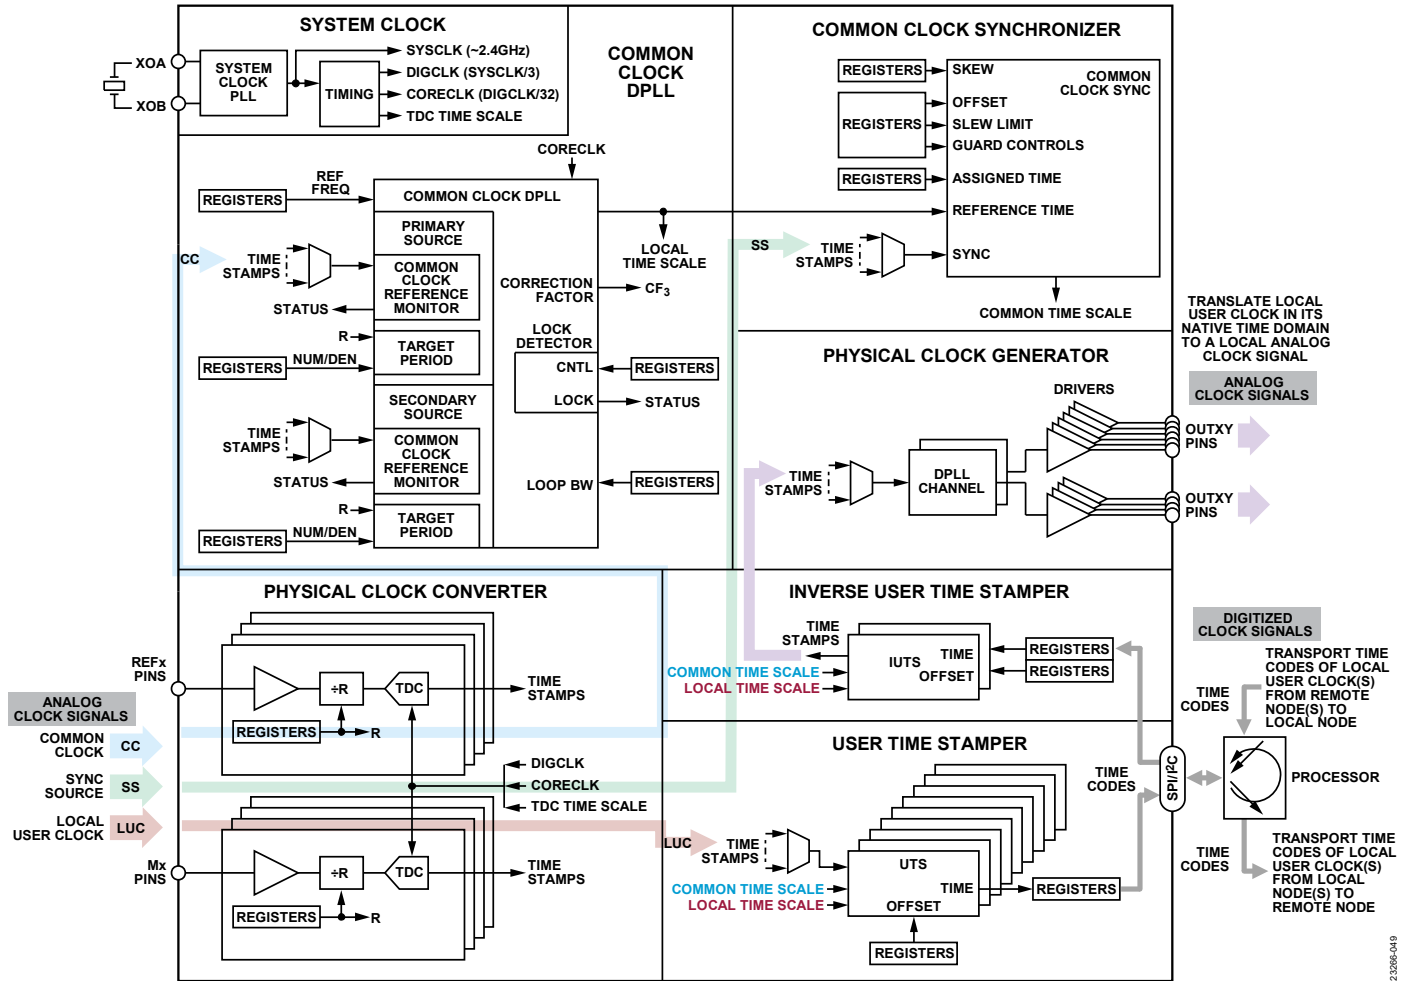 SYSTEM CLOCK
XOA
XOB
SYSTEM
CLOCK
PLL
TIMING
SYSCLK (~2.4GHz)
DIGCLK (SYSCLK/3)
CORECLK (DIGCLK/32)
TDC TIME SCALE
COMMON
CLOCK
DPLL
CORECLK
REF
FREQ
REGISTERS
COMMON CLOCK DPLL
PRIMARY
SOURCE
CC
TIME
STAMPS
COMMON
CLOCK
REFERENCE
MONITOR
STATUS
R
NUM/DEN
REGISTERS
TARGET
PERIOD
SECONDARY
SOURCE
TIME
STAMPS
COMMON
CLOCK
REFERENCE
MONITOR
STATUS
R
NUM/DEN
REGISTERS
TARGET
PERIOD
LOCAL
TIME SCALE
CORRECTION
FACTOR
CF3
LOCK
DETECTOR
CNTL
REGISTERS
LOCK
STATUS
LOOP BW
REGISTERS
COMMON CLOCK SYNCHRONIZER
COMMON
CLOCK SYNC
REGISTERS
SKEW
OFFSET
REGISTERS
SLEW LIMIT
GUARD CONTROLS
REGISTERS
ASSIGNED TIME
REFERENCE TIME
SS
TIME
STAMPS
SYNC
COMMON TIME SCALE
PHYSICAL CLOCK GENERATOR
TRANSLATE LOCAL
USER CLOCK IN ITS
NATIVE TIME DOMAIN
TO A LOCAL ANALOG
CLOCK SIGNAL
ANALOG
CLOCK SIGNALS
DRIVERS
TIME
STAMPS
DPLL
CHANNEL
OUTXY
PINS
OUTXY
PINS
PHYSICAL CLOCK CONVERTER
REFx
PINS
÷R
TDC
TIME
STAMPS
REGISTERS
R
ANALOG
CLOCK SIGNALS
COMMON
CLOCK
CC
SYNC
SOURCE
SS
LOCAL
USER CLOCK
LUC
DIGCLK
CORECLK
TDC TIME SCALE
Mx
PINS
÷R
TDC
TIME
STAMPS
REGISTERS
R
INVERSE USER TIME STAMPER
TIME
STAMPS
COMMON TIME SCALE
LOCAL TIME SCALE
IUTS
TIME
OFFSET
REGISTERS
REGISTERS
USER TIME STAMPER
LUC
TIME
STAMPS
COMMON TIME SCALE
LOCAL TIME SCALE
UTS
TIME
OFFSET
REGISTERS
REGISTERS
DIGITIZED
CLOCK SIGNALS
TRANSPORT TIME
CODES OF LOCAL
USER CLOCK(S)
FROM REMOTE
NODE(S) TO
LOCAL NODE
TIME
CODES
TIME
CODES
SPI/I2C
PROCESSOR
TIME
CODES
TRANSPORT TIME
CODES OF LOCAL
USER CLOCK(S)
FROM LOCAL
NODE(S) TO
REMOTE NODE
23266-049